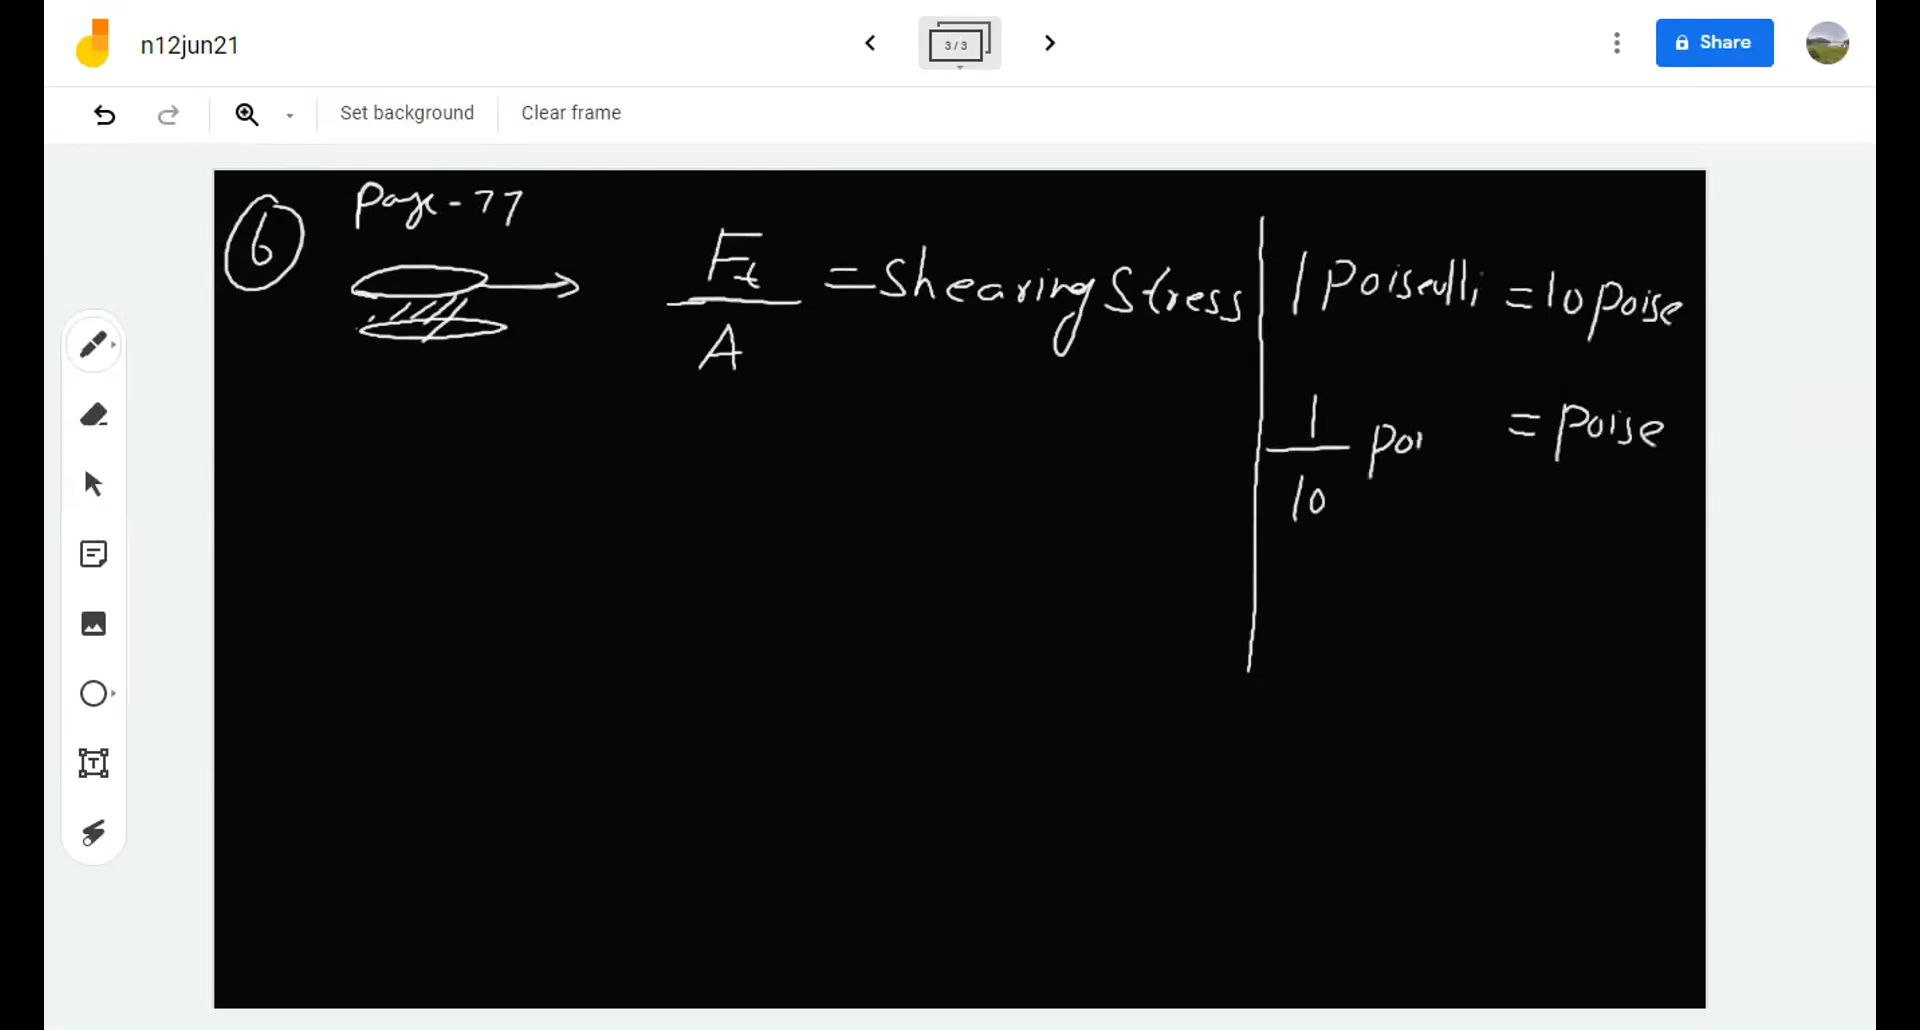 n12jun21
3 / 3
Share
Set background
Clear frame
6
Page - 77
Ft
A
= Shearing Stress
1 Poiseulli = 10 Poise
1
10
poi = poise